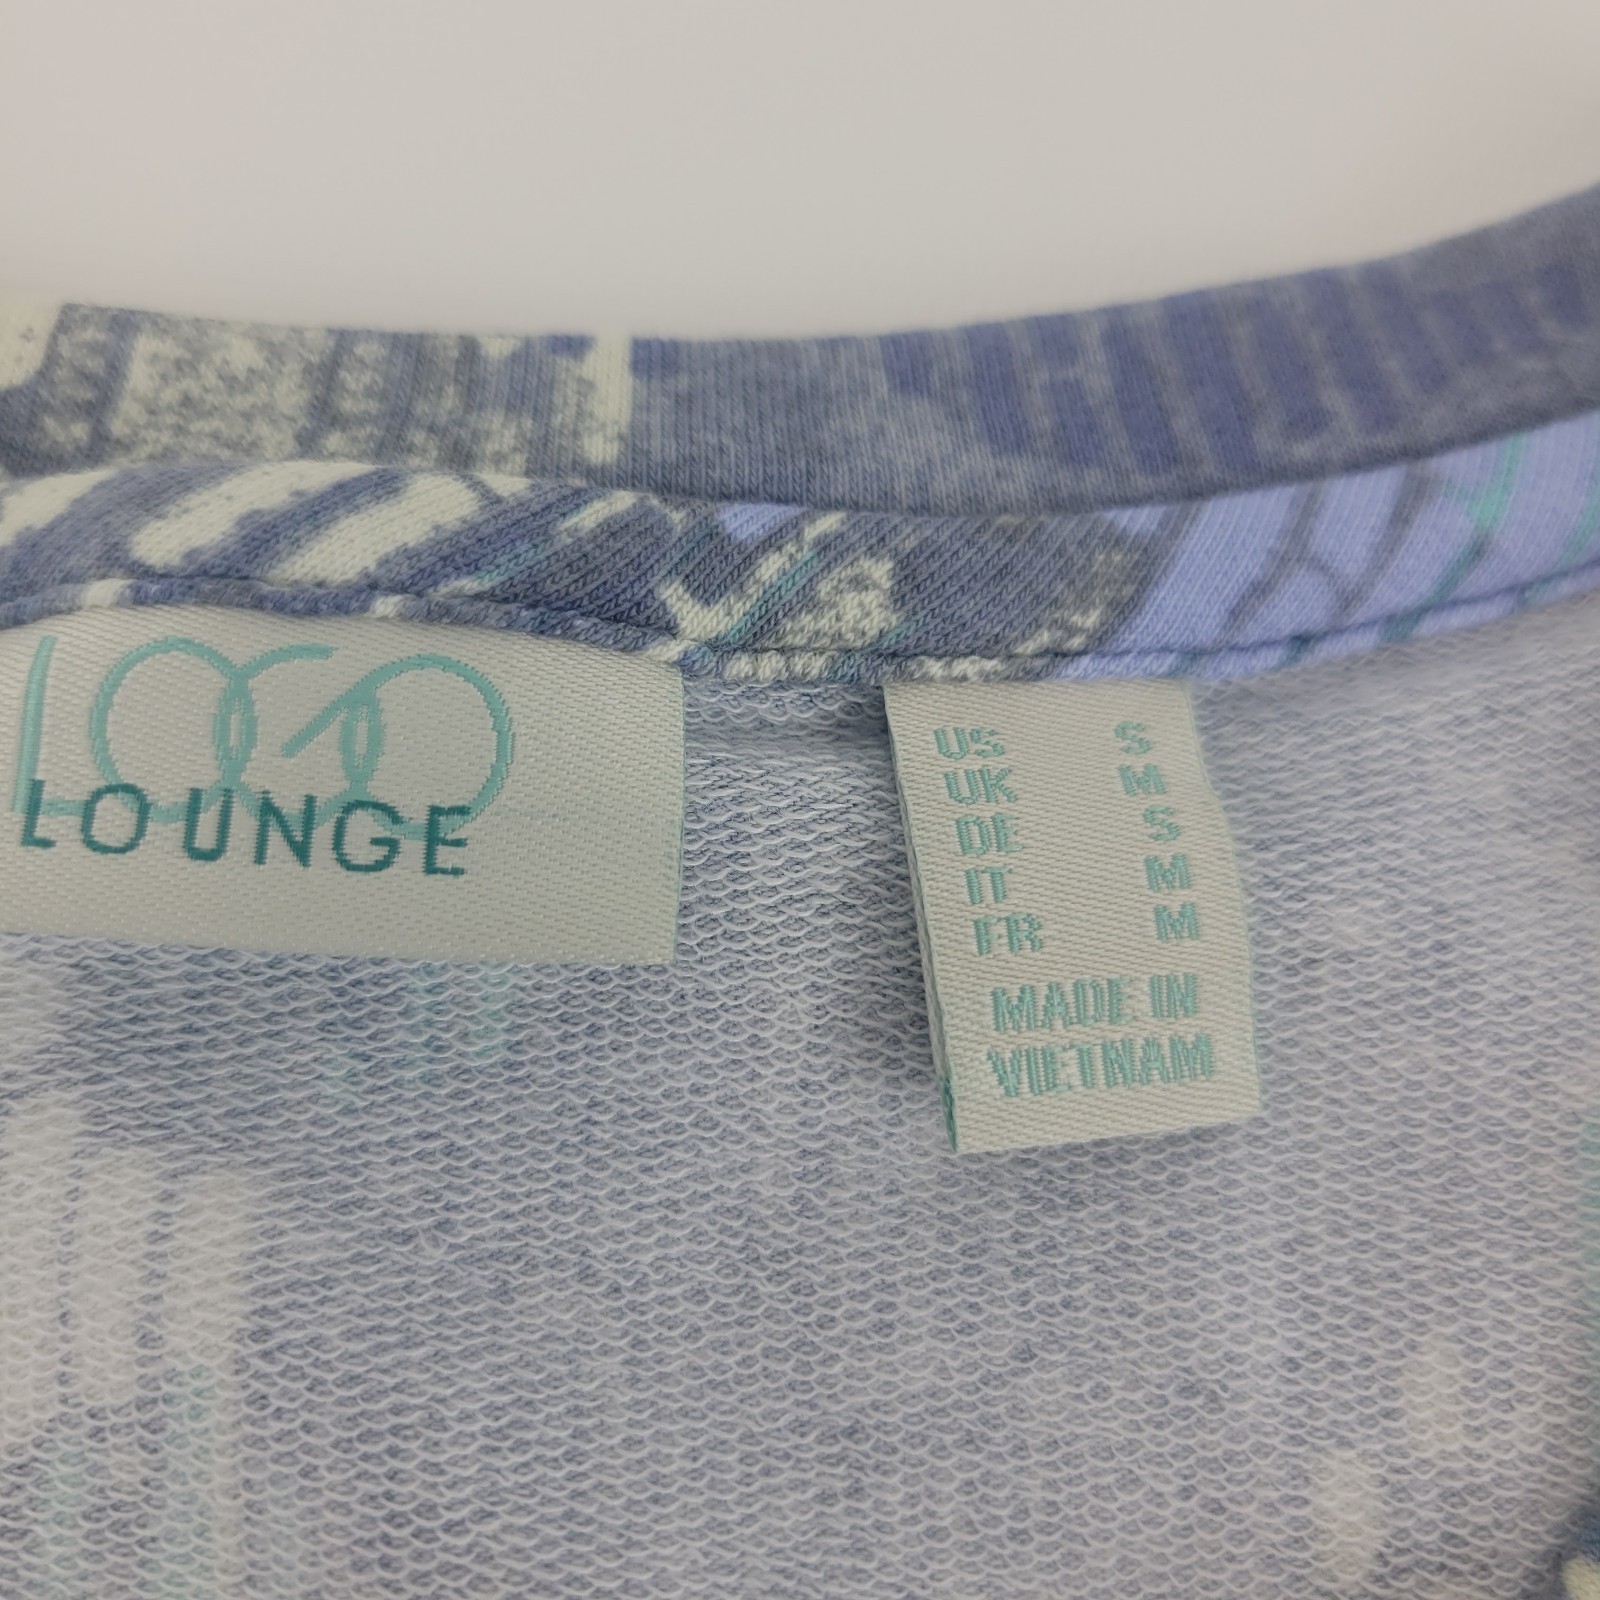 LOGO
LOUNGE
US S
UK M
DE S
IT M
FR M
MADE IN
VIETNAM